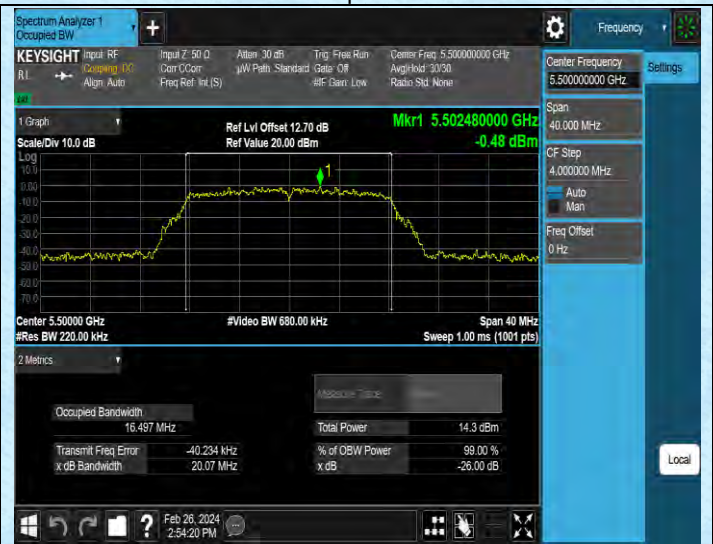 Spectrum Analyzer 1
Occupied BW
+
Frequency
KEYSIGHT
RL
Input: RF
Coupling: DC
Align: Auto
Input Z: 50 Ω
Corr CCorr
Freq Ref: Int (S)
Atten: 30 dB
µW Path: Standard
Trig: Free Run
Gate: Off
#IF Gain: Low
Center Freq: 5.500000000 GHz
Avg|Hold: 30/30
Radio Std: None
Center Frequency
5.500000000 GHz
Settings
Span
40.000 MHz
CF Step
4.000000 MHz
Auto
Man
Freq Offset
0 Hz
1 Graph
Scale/Div 10.0 dB
Ref Lvl Offset 12.70 dB
Ref Value 20.00 dBm
Mkr1 5.502480000 GHz
-0.48 dBm
Log
10.0
0.00
-10.0
-20.0
-30.0
-40.0
-50.0
-60.0
-70.0
1
Center 5.50000 GHz
#Res BW 220.00 kHz
#Video BW 680.00 kHz
Span 40 MHz
Sweep 1.00 ms (1001 pts)
2 Metrics
Measure Trace
Occupied Bandwidth
16.497 MHz
Total Power 14.3 dBm
Transmit Freq Error -40.234 kHz
% of OBW Power 99.00 %
x dB Bandwidth 20.07 MHz
x dB -26.00 dB
Local
?
Feb 26, 2024
2:54:20 PM